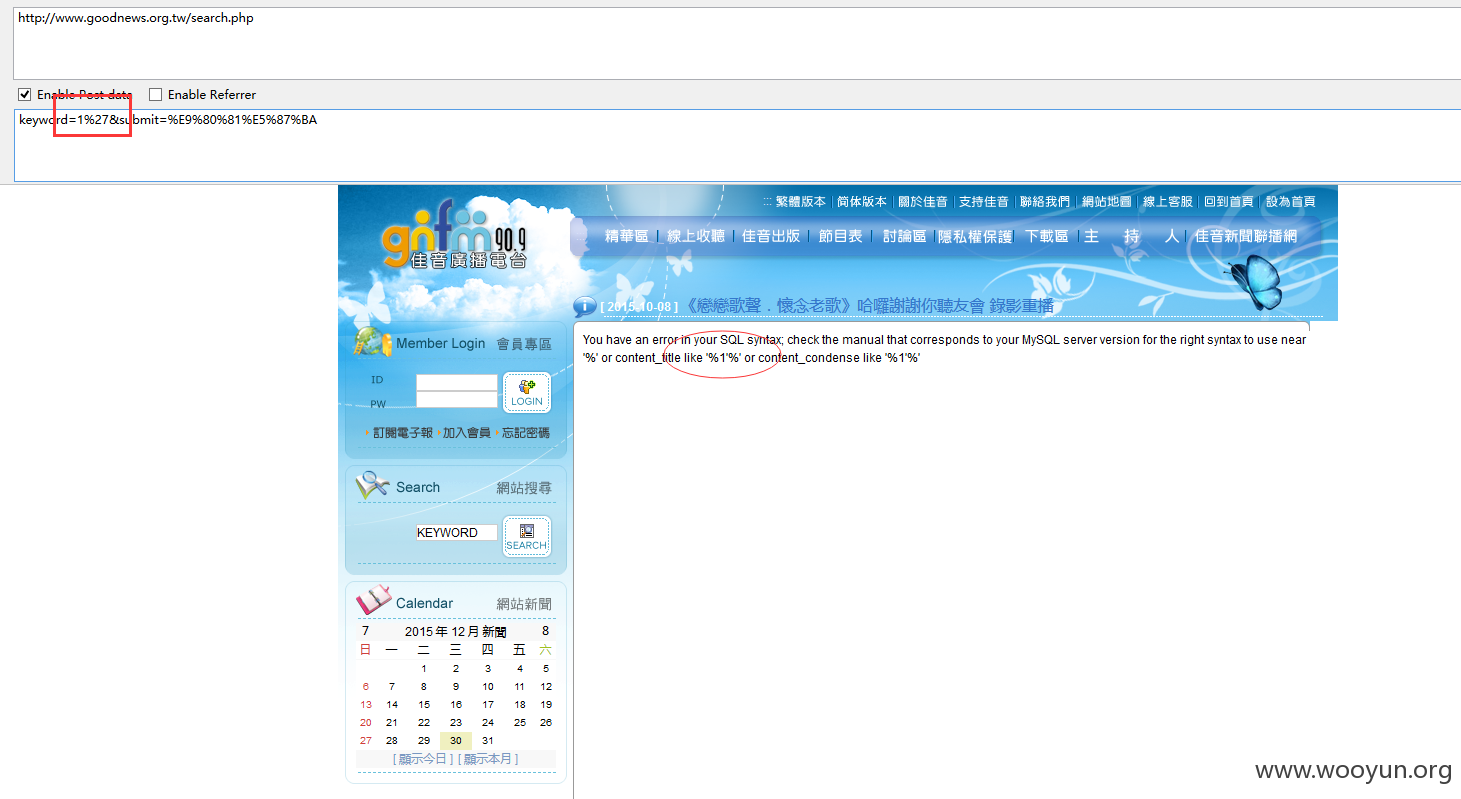 http://www.goodnews.org.tw/search.php
Enable Post data Enable Referrer
keyword=1%27&submit=%E9%80%81%E5%87%BA
::: 繁體版本 | 简体版本 | 關於佳音 | 支持佳音 | 聯絡我們 | 網站地圖 | 線上客服 | 回到首頁 | 設為首頁
gnfm 90.9
佳音廣播電台
精華區 | 線上收聽 | 佳音出版 | 節目表 | 討論區 | 隱私權保護 | 下載區 | 主 持 人 | 佳音新聞聯播網
[ 2015-10-08 ] 《戀戀歌聲．懷念老歌》哈囉謝謝你聽友會 錄影重播
Member Login 會員專區
ID
PW
LOGIN
訂閱電子報 加入會員 忘記密碼
You have an error in your SQL syntax; check the manual that corresponds to your MySQL server version for the right syntax to use near
'%' or content_title like '%1'%' or content_condense like '%1'%'
Search 網站搜尋
KEYWORD
SEARCH
Calendar 網站新聞
7 2015 年 12 月 新聞 8
日 一 二 三 四 五 六
1 2 3 4 5
6 7 8 9 10 11 12
13 14 15 16 17 18 19
20 21 22 23 24 25 26
27 28 29 30 31
[ 顯示今日 ] [ 顯示本月 ]
www.wooyun.org